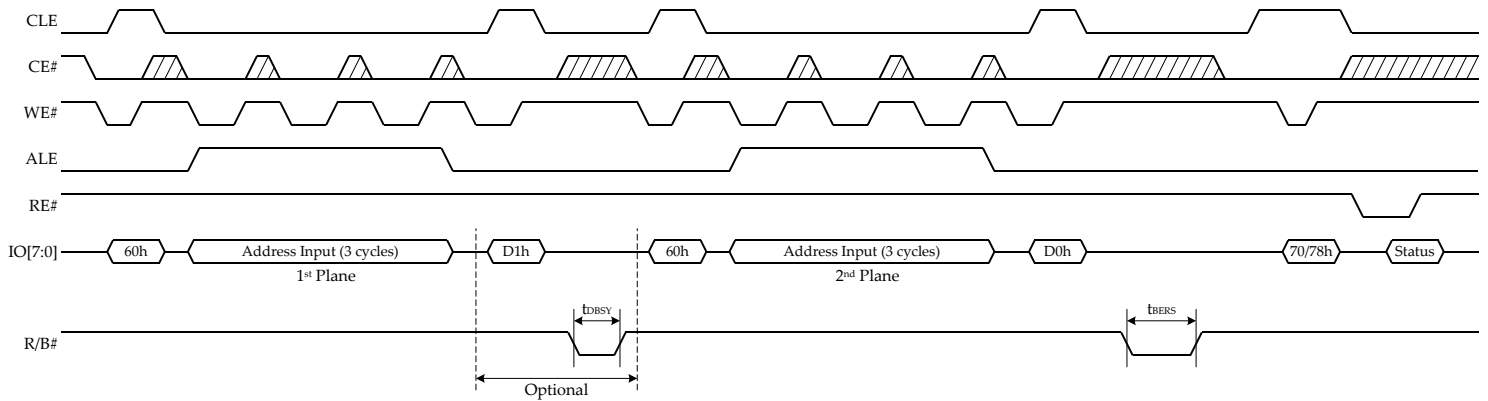 CLE
CE#
WE#
ALE
RE#
IO[7:0] 60h Address Input (3 cycles) D1h 60h Address Input (3 cycles) D0h 70/78h Status
1st Plane 2nd Plane
tDBSY tBERS
R/B#
Optional